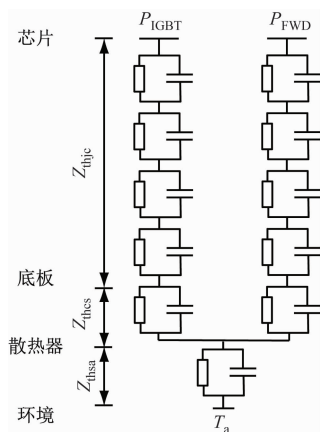 芯片
P_IGBT
P_FWD
Z_thjc
底板
Z_thcs
散热器
Z_thsa
环境
T_a